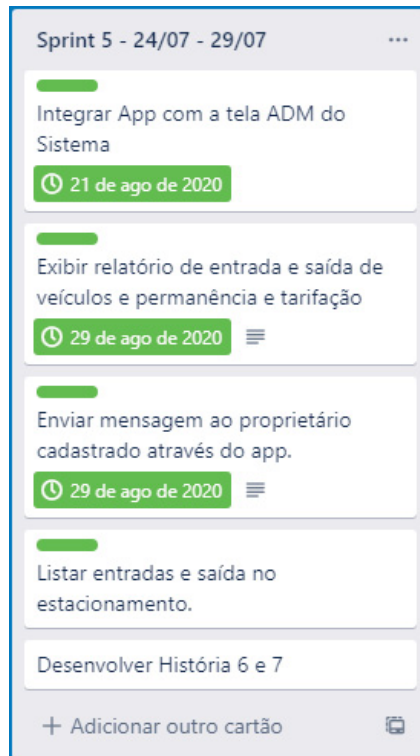 Sprint 5 - 24/07 - 29/07
Integrar App com a tela ADM do
Sistema
21 de ago de 2020
Exibir relatório de entrada e saída de
veículos e permanência e tarifação
29 de ago de 2020
Enviar mensagem ao proprietário
cadastrado através do app.
29 de ago de 2020
Listar entradas e saída no
estacionamento.
Desenvolver História 6 e 7
+ Adicionar outro cartão